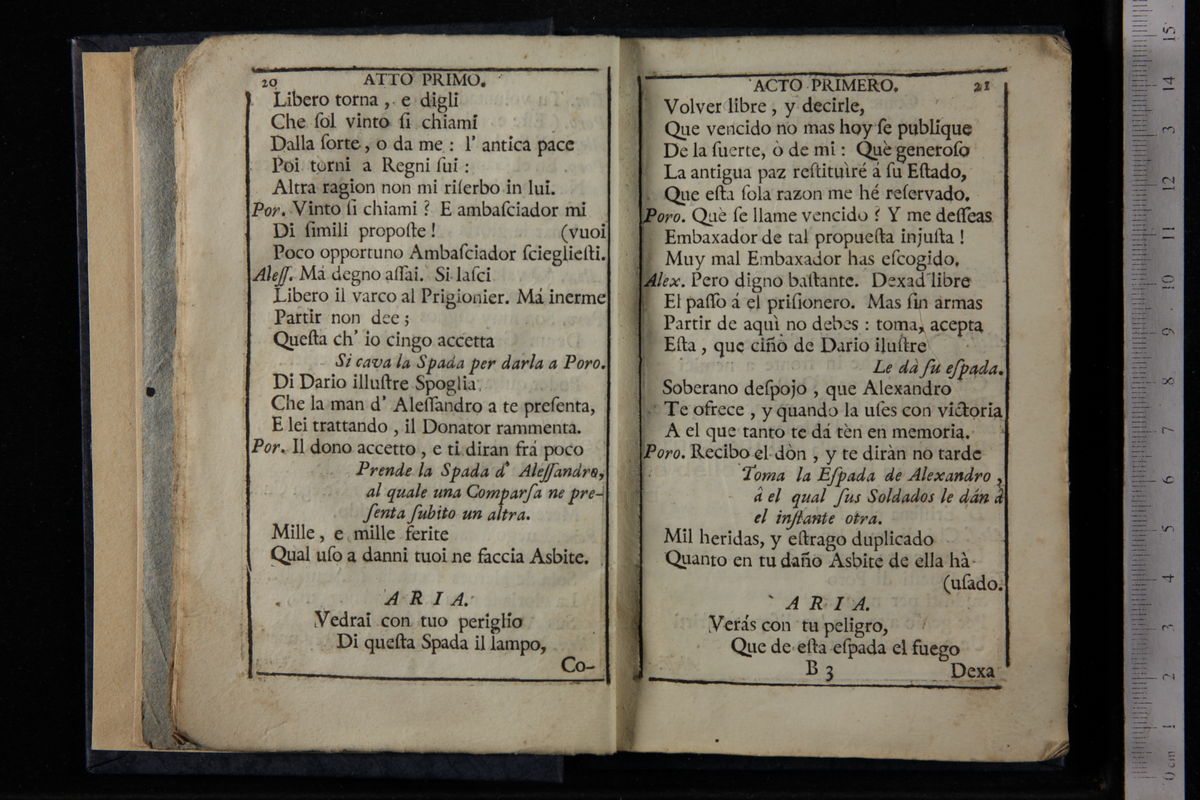 20 ATTO PRIMO.
Libero torna, e digli
Che ſol vinto ſi chiami
Dalla ſorte, o da me : l' antica pace
Poi torni a Regni ſui :
Altra ragion non mi riſerbo in lui.
Por. Vinto ſi chiami ? E ambaſciador mi
Di ſimili propoſte ! (vuoi
Poco opportuno Ambaſciador ſcieglieſti.
Aleſſ. Má degno aſſai. Si laſci
Libero il varco al Prigionier. Má inerme
Partir non dee ;
Queſta ch' io cingo accetta
Si cava la Spada per darla a Poro.
Di Dario illuſtre Spoglia
Che la man d' Aleſſandro a te preſenta,
E lei trattando , il Donator rammenta.
Por. Il dono accetto , e ti diran frá poco
Prende la Spada d' Aleſſandro,
al quale una Comparſa ne pre-
ſenta ſubito un altra.
Mille, e mille ferite
Qual uſo a danni tuoi ne faccia Asbite.
ARIA.
Vedrai con tuo periglio
Di queſta Spada il lampo,
Co-
ACTO PRIMERO. 21
Volver libre , y decirle,
Que vencido no mas hoy ſe publique
De la ſuerte, ò de mi : Què generoſo
La antigua paz reſtituìré á ſu Eſtado,
Que eſta ſola razon me hé reſervado.
Poro. Què ſe llame vencido ? Y me deſſeas
Embaxador de tal propueſta injuſta !
Muy mal Embaxador has eſcogido.
Alex. Pero digno baſtante. Dexad libre
El paſſo á el priſionero. Mas ſin armas
Partir de aquì no debes : toma, acepta
Eſta , que ciñò de Dario iluſtre
Le dà ſu eſpada.
Soberano deſpojo , que Alexandro
Te ofrece , y quando la uſes con victoria
A el que tanto te dá tèn en memoria.
Poro. Recibo el dòn , y te diràn no tarde
Toma la Eſpada de Alexandro ,
â el qual ſus Soldados le dán à
el inſtante otra.
Mil heridas, y eſtrago duplicado
Quanto en tu daño Asbite de ella hà
(uſado.
ARIA.
Verás con tu peligro,
Que de eſta eſpada el fuego
B 3 Dexa